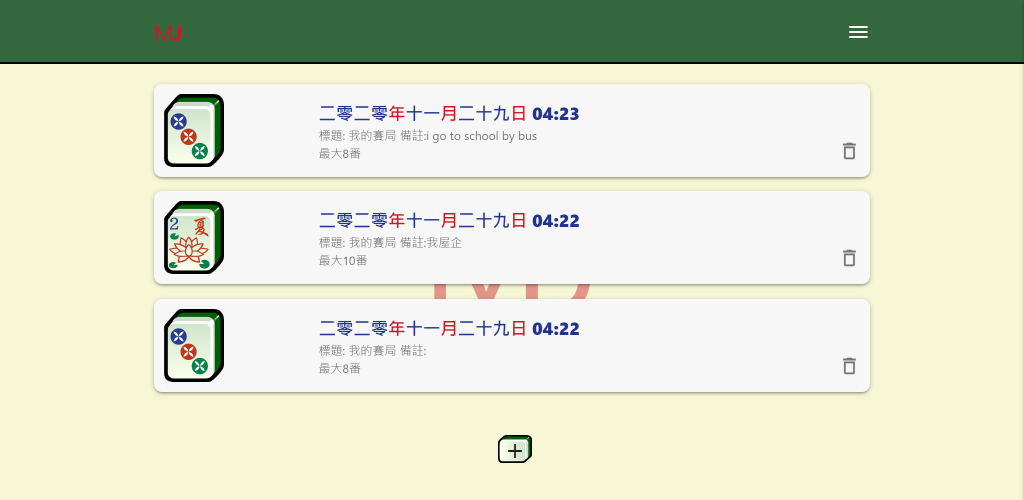 MJ
二零二零年十一月二十九日 04:23
標題: 我的賽局 備註:i go to school by bus
最大8番
2 夏
二零二零年十一月二十九日 04:22
標題: 我的賽局 備註:我屋企
最大10番
二零二零年十一月二十九日 04:22
標題: 我的賽局 備註:
最大8番